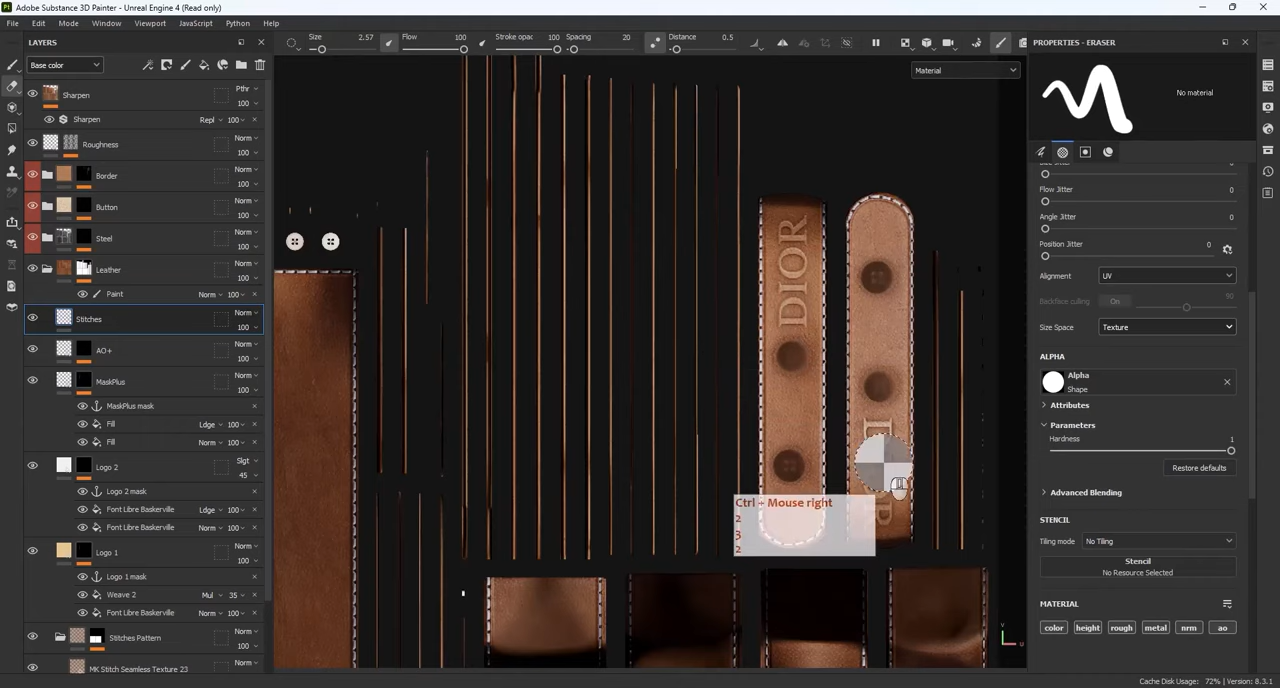 Adobe Substance 3D Painter - Unreal Engine 4 (Read only)
File Edit Mode Window Viewport JavaScript Python Help
LAYERS
Size 2.57 Flow 100 Stroke opac 100 Spacing 20 Distance 0.5
PROPERTIES - ERASER
Base color
Material
No material
Sharpen Pthr 100
Sharpen Repl 100
Roughness Norm 100
Border Norm 100
Button Norm 100
Steel Norm 100
Leather Norm 100
Paint Norm 100
Stitches Norm 100
AO+ Norm 100
MaskPlus Norm 100
MaskPlus mask
Fill Ldge 100
Fill Norm 100
Logo 2 Slgt 45
Logo 2 mask
Font Libre Baskerville Ldge 100
Font Libre Baskerville Norm 100
Logo 1 Norm 100
Logo 1 mask
Weave 2 Mul 35
Font Libre Baskerville Norm 100
Stitches Pattern Norm 100
MK Stitch Seamless Texture 23 Norm
DIOR
Ctrl + Mouse right
2
3
2
Flow Jitter 0
Angle Jitter 0
Position Jitter 0
Alignment UV
Backface culling On 90
Size Space Texture
ALPHA
Alpha
Shape
Attributes
Parameters
Hardness 1
Restore defaults
Advanced Blending
STENCIL
Tiling mode No Tiling
Stencil
No Resource Selected
MATERIAL
color height rough metal nrm ao
Cache Disk Usage: 72% | Version: 8.3.1